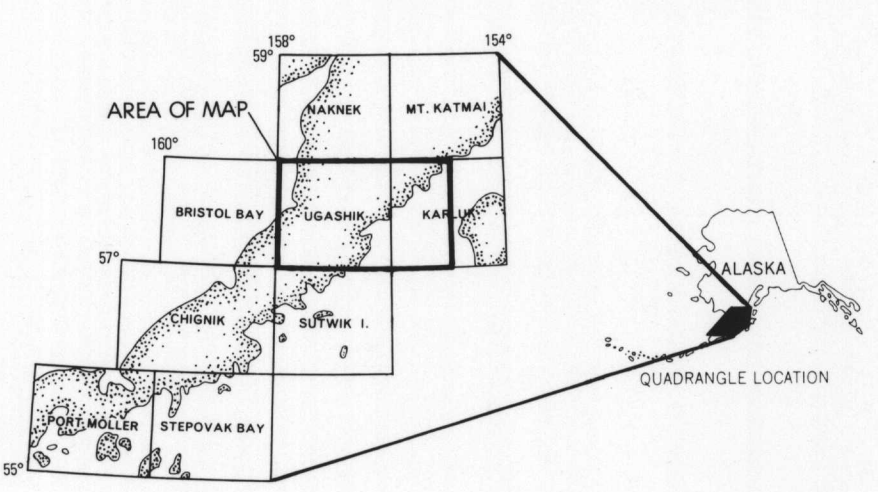 158°
154°
59°
AREA OF MAP
NAKNEK
MT. KATMAI
160°
BRISTOL BAY
UGASHIK
KARLUK
57°
ALASKA
CHIGNIK
SUTWIK I.
QUADRANGLE LOCATION
PORT MOLLER
STEPOVAK BAY
55°